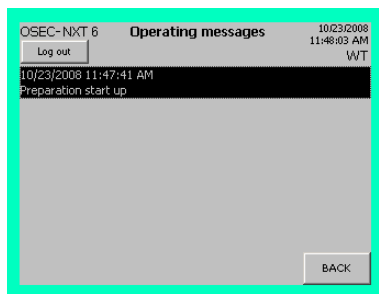 OSEC-NXT 6 Operating messages 10/23/2008
11:48:03 AM
Log out WT
10/23/2008 11:47:41 AM
Preparation start up
BACK